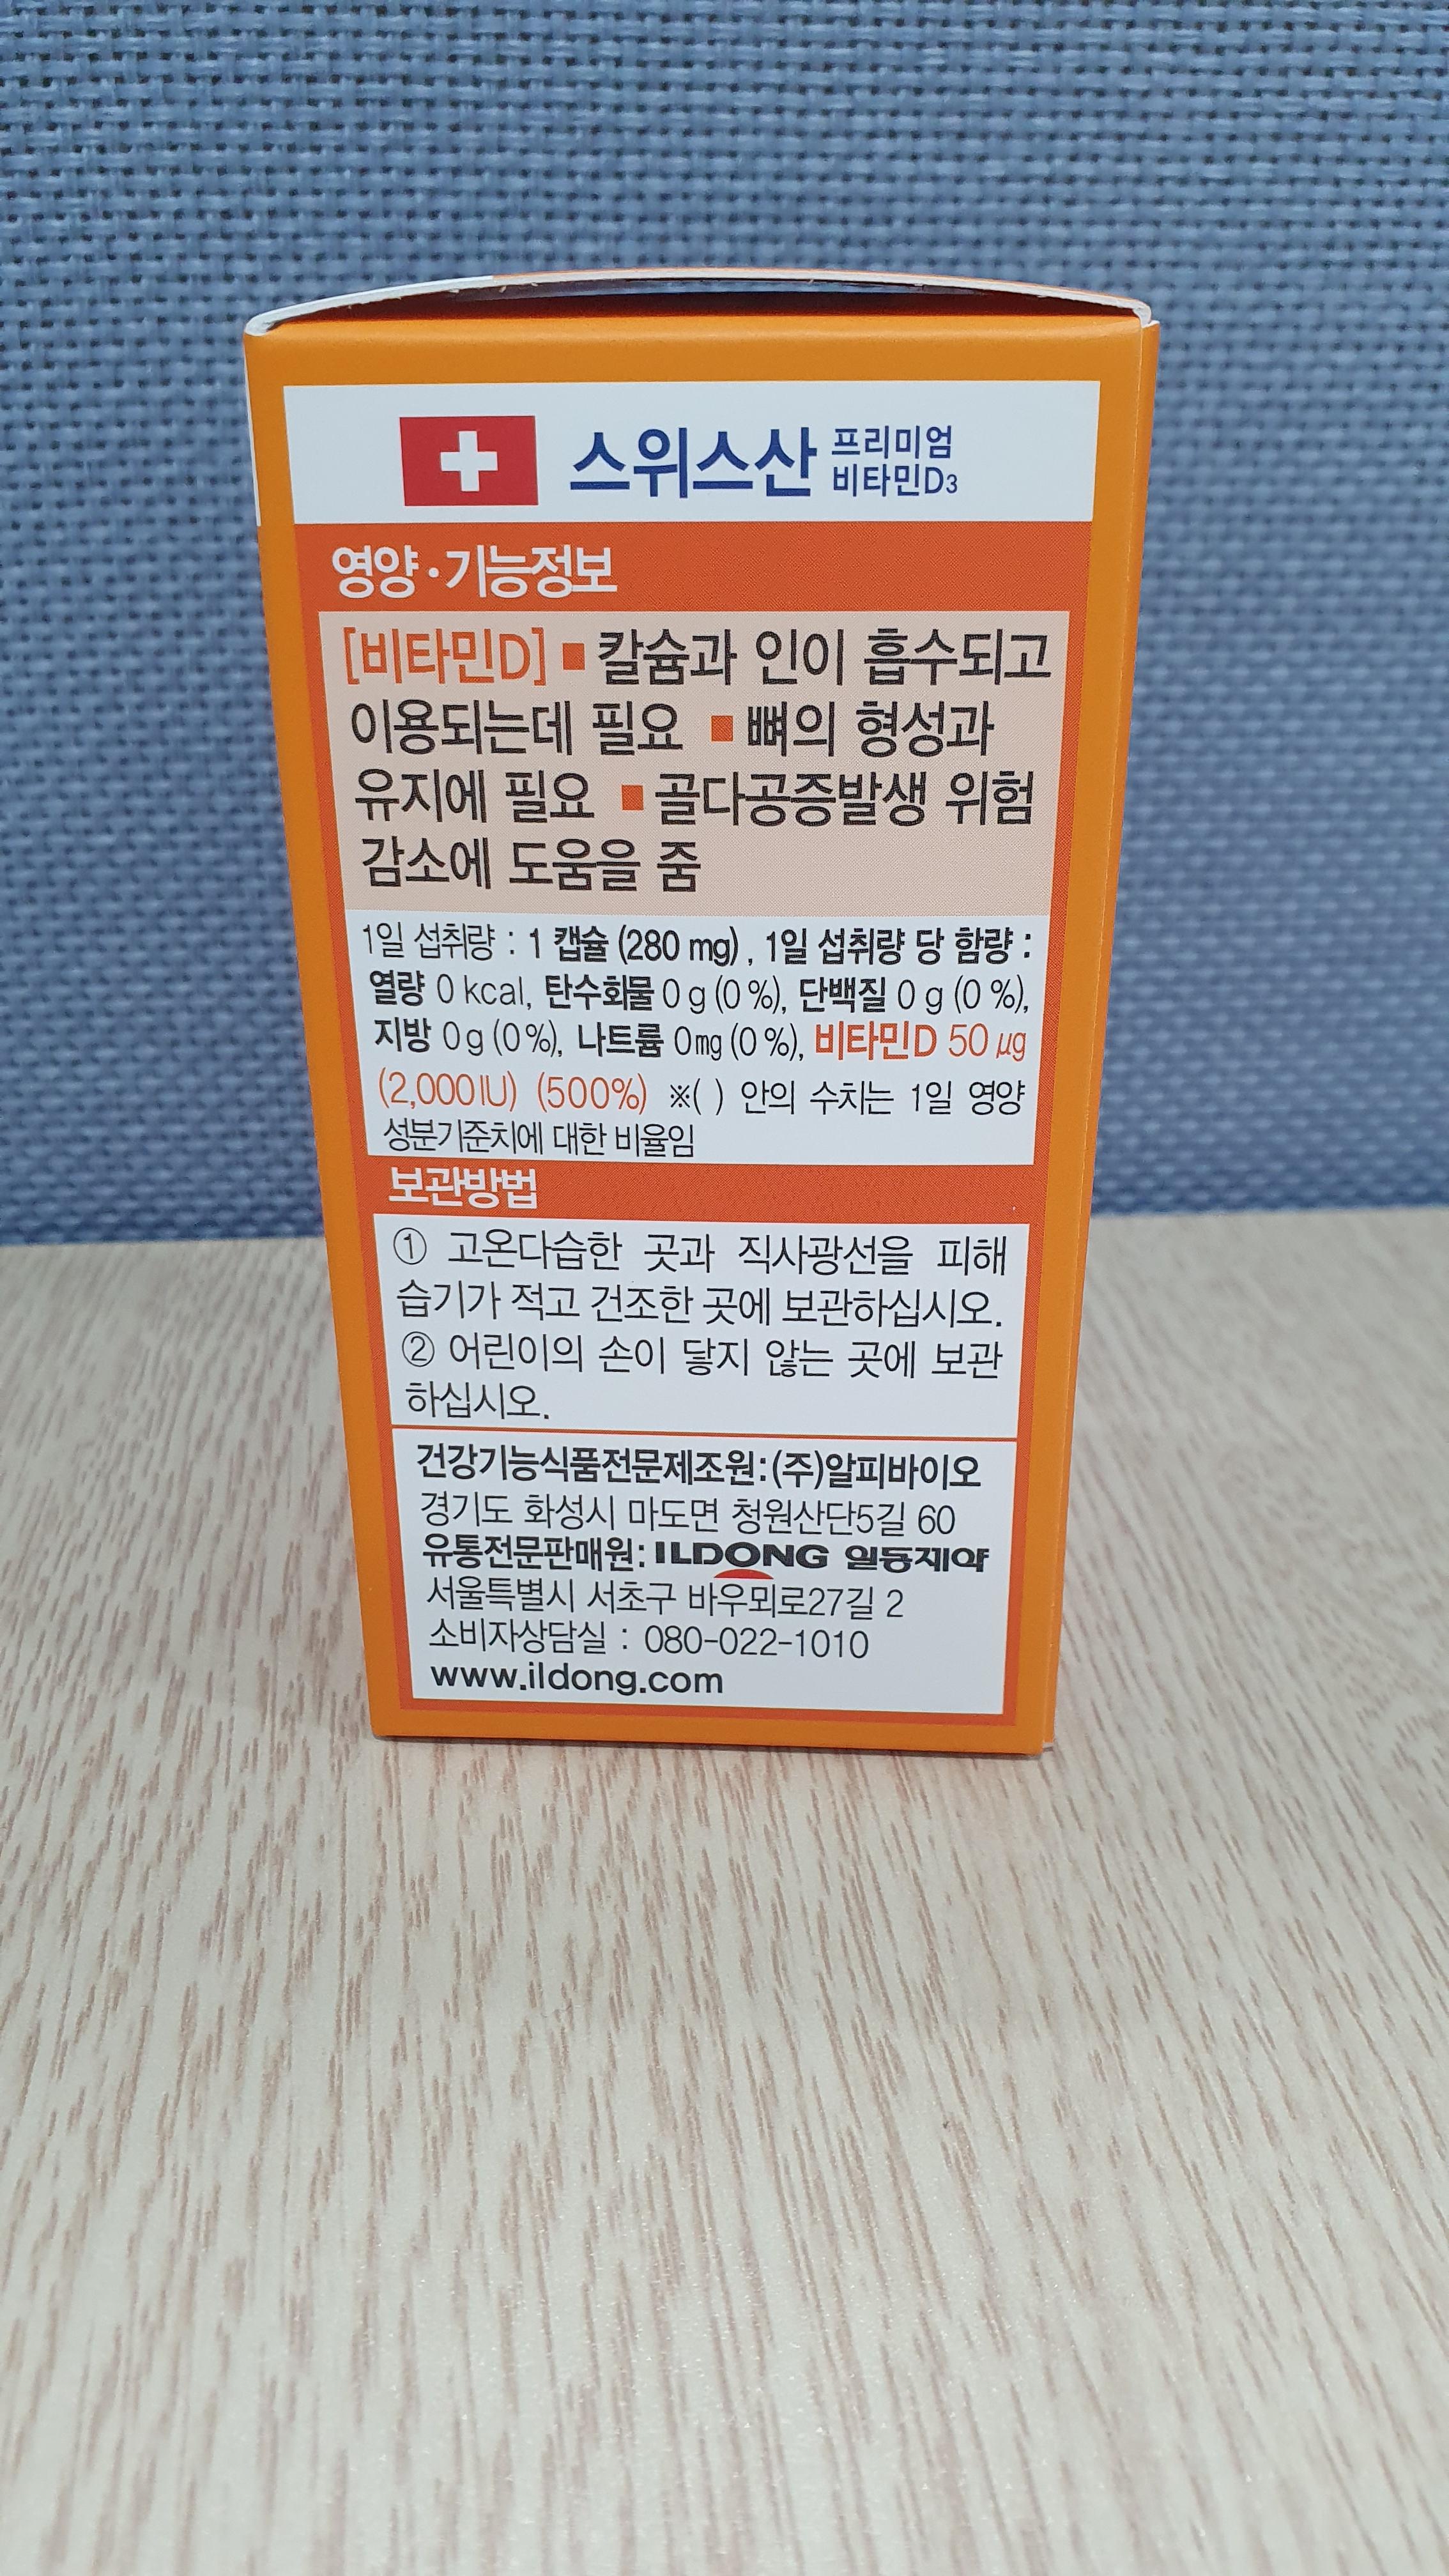 스위스산 프리미엄 비타민D3
영양·기능정보
[비타민D] ▪ 칼슘과 인이 흡수되고
이용되는데 필요 ▪ 뼈의 형성과
유지에 필요 ▪ 골다공증발생 위험
감소에 도움을 줌
1일 섭취량 : 1 캡슐 (280 mg) , 1일 섭취량 당 함량 :
열량 0 kcal, 탄수화물 0 g (0 %), 단백질 0 g (0 %),
지방 0 g (0 %), 나트륨 0 mg (0 %), 비타민D 50 μg
(2,000 IU) (500%) ※( ) 안의 수치는 1일 영양
성분기준치에 대한 비율임
보관방법
① 고온다습한 곳과 직사광선을 피해
습기가 적고 건조한 곳에 보관하십시오.
② 어린이의 손이 닿지 않는 곳에 보관
하십시오.
건강기능식품전문제조원:(주)알피바이오
경기도 화성시 마도면 청원산단5길 60
유통전문판매원: ILDONG 일동제약
서울특별시 서초구 바우뫼로27길 2
소비자상담실 : 080-022-1010
www.ildong.com